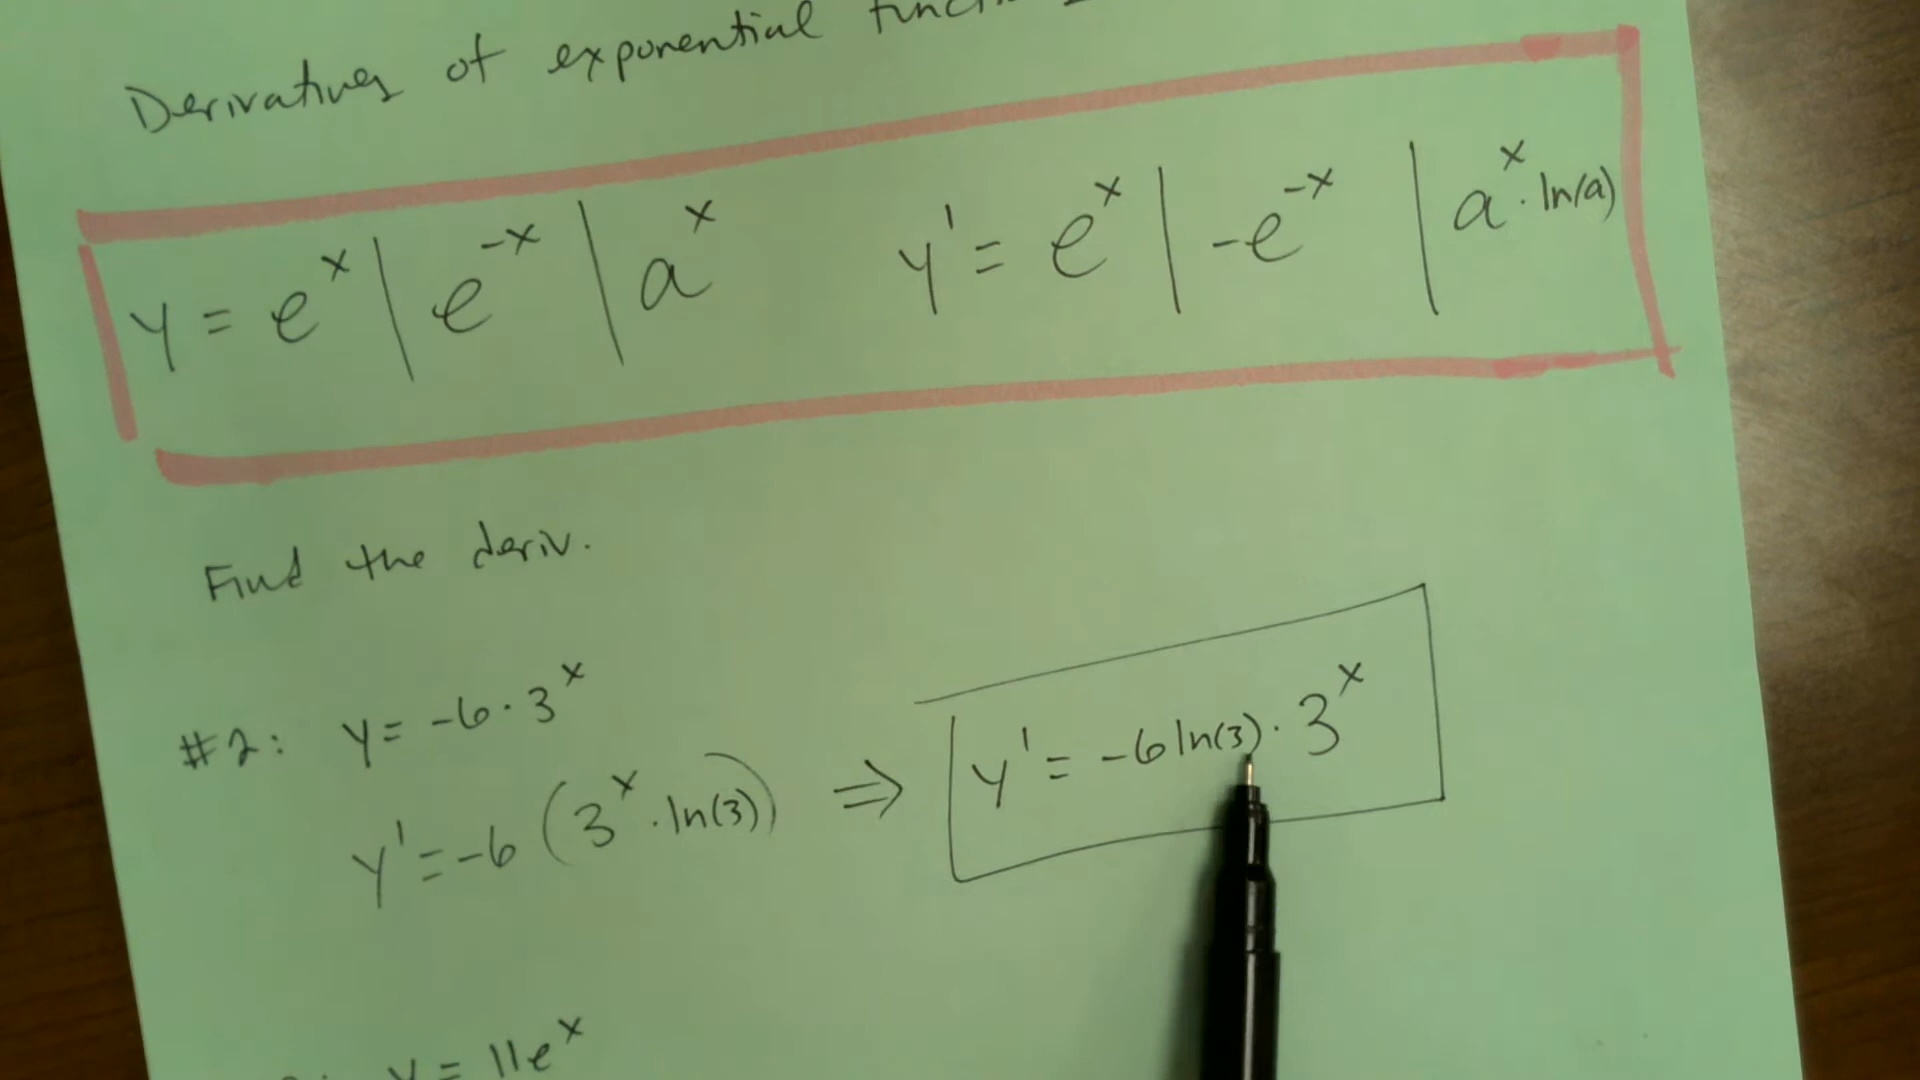 Derivatives of exponential
y = e^x | e^-x | a^x y' = e^x | -e^-x | a^x · ln(a)
Find the deriv.
#2: y = -6 · 3^x
y' = -6 (3^x · ln(3)) ⇒ y' = -6 ln(3) · 3^x
y = 11e^x